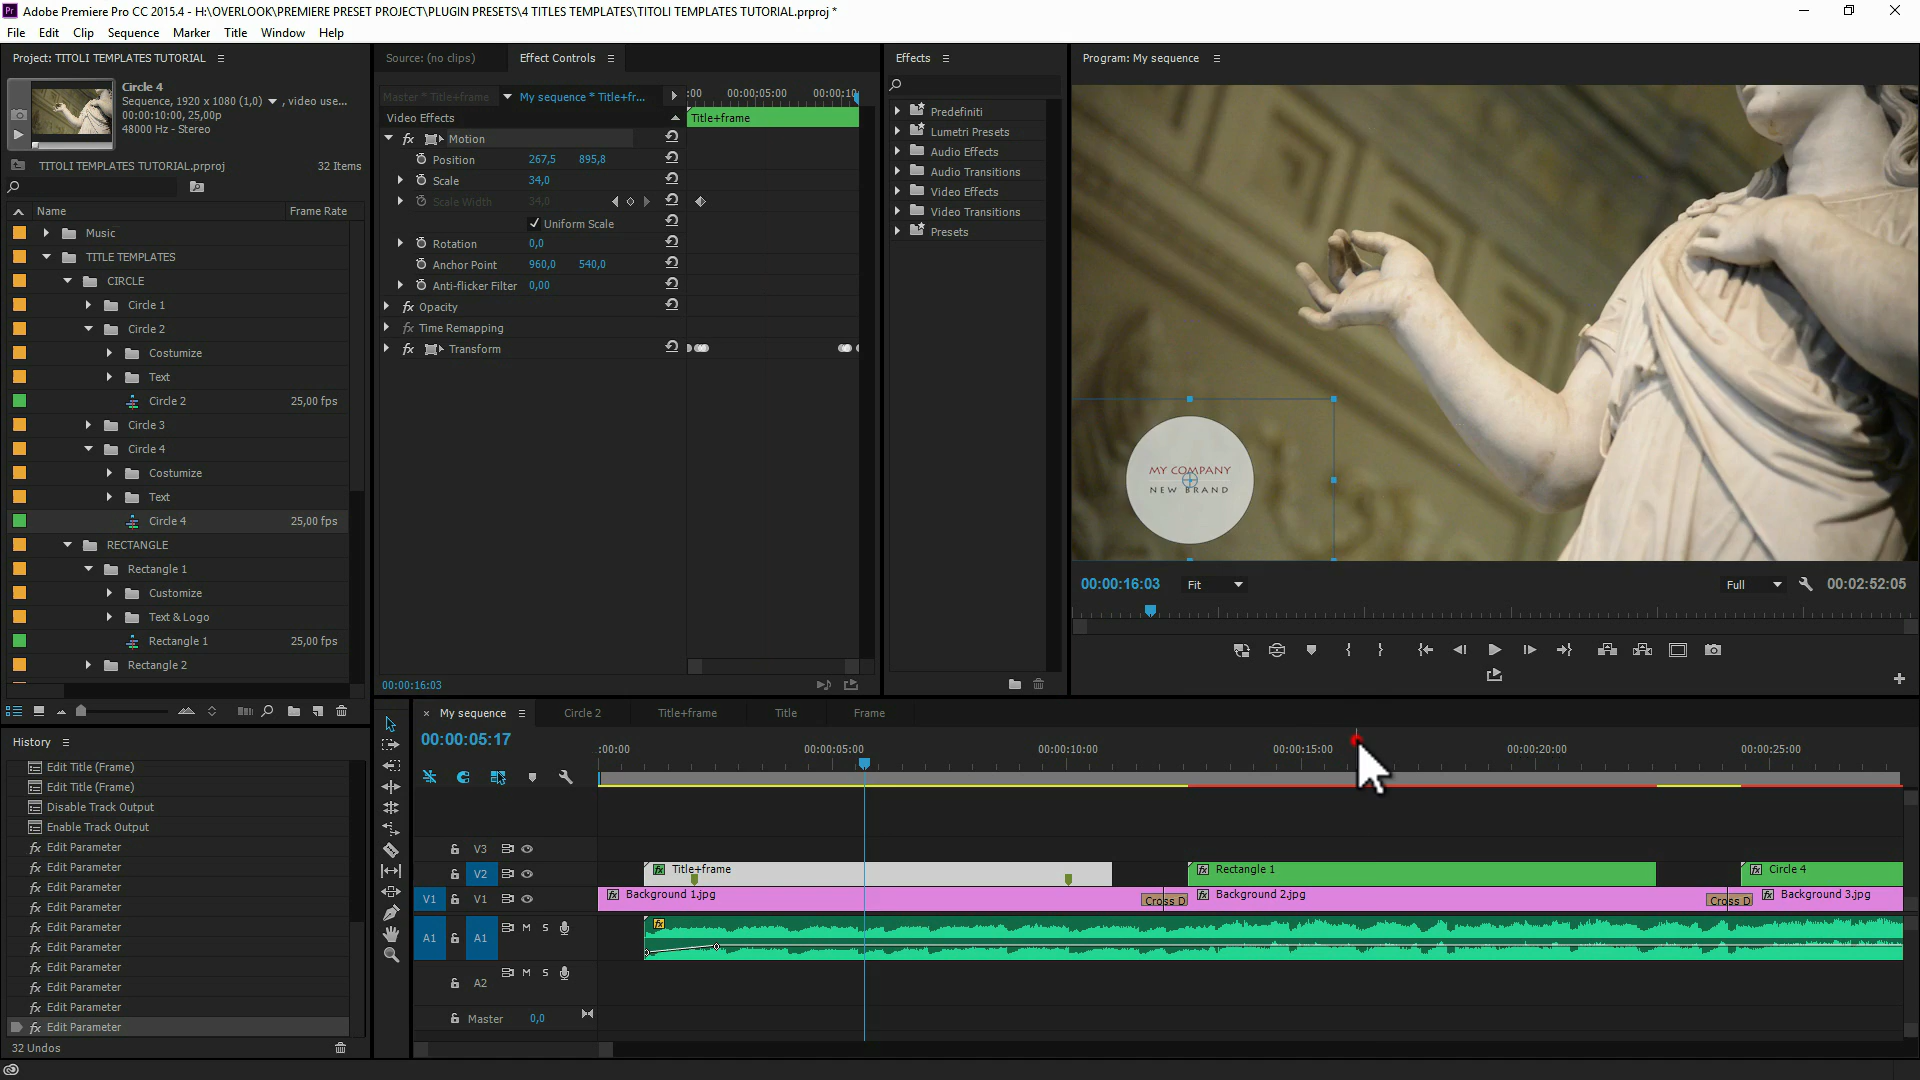 Adobe Premiere Pro CC 2015.4 - H:\OVERLOOK\PREMIERE PRESET PROJECT\PLUGIN PRESETS\4 TITLES TEMPLATES\TITOLI TEMPLATES TUTORIAL.prproj *
File Edit Clip Sequence Marker Title Window Help
Project: TITOLI TEMPLATES TUTORIAL
Circle 4
Sequence, 1920 x 1080 (1,0) , video use...
00:00:10:00, 25,00p
48000 Hz - Stereo
TITOLI TEMPLATES TUTORIAL.prproj 32 Items
Name Frame Rate
Music
TITLE TEMPLATES
CIRCLE
Circle 1
Circle 2
Costumize
Text
Circle 2 25,00 fps
Circle 3
Circle 4
Costumize
Text
Circle 4 25,00 fps
RECTANGLE
Rectangle 1
Customize
Text & Logo
Rectangle 1 25,00 fps
Rectangle 2
History
Edit Title (Frame)
Edit Title (Frame)
Disable Track Output
Enable Track Output
fx Edit Parameter
fx Edit Parameter
fx Edit Parameter
fx Edit Parameter
fx Edit Parameter
fx Edit Parameter
fx Edit Parameter
fx Edit Parameter
fx Edit Parameter
fx Edit Parameter
32 Undos
Source: (no clips) Effect Controls
Master * Title+frame My sequence * Title+fr...
:00 00:00:05:00 00:00:10
Video Effects Title+frame
fx Motion
Position 267,5 895,8
Scale 34,0
Scale Width 34,0
Uniform Scale
Rotation 0,0
Anchor Point 960,0 540,0
Anti-flicker Filter 0,00
fx Opacity
fx Time Remapping
fx Transform
00:00:16:03
Effects
Predefiniti
Lumetri Presets
Audio Effects
Audio Transitions
Video Effects
Video Transitions
Presets
Program: My sequence
MY COMPANY
NEW BRAND
00:00:16:03 Fit Full 00:02:52:05
My sequence Circle 2 Title+frame Title Frame
00:00:05:17
:00:00 00:00:05:00 00:00:10:00 00:00:15:00 00:00:20:00 00:00:25:00
V3
V2 Title+frame Rectangle 1 Circle 4
V1 V1 Background 1.jpg Cross D Background 2.jpg Cross D Background 3.jpg
A1 A1 M S
A2 M S
Master 0,0